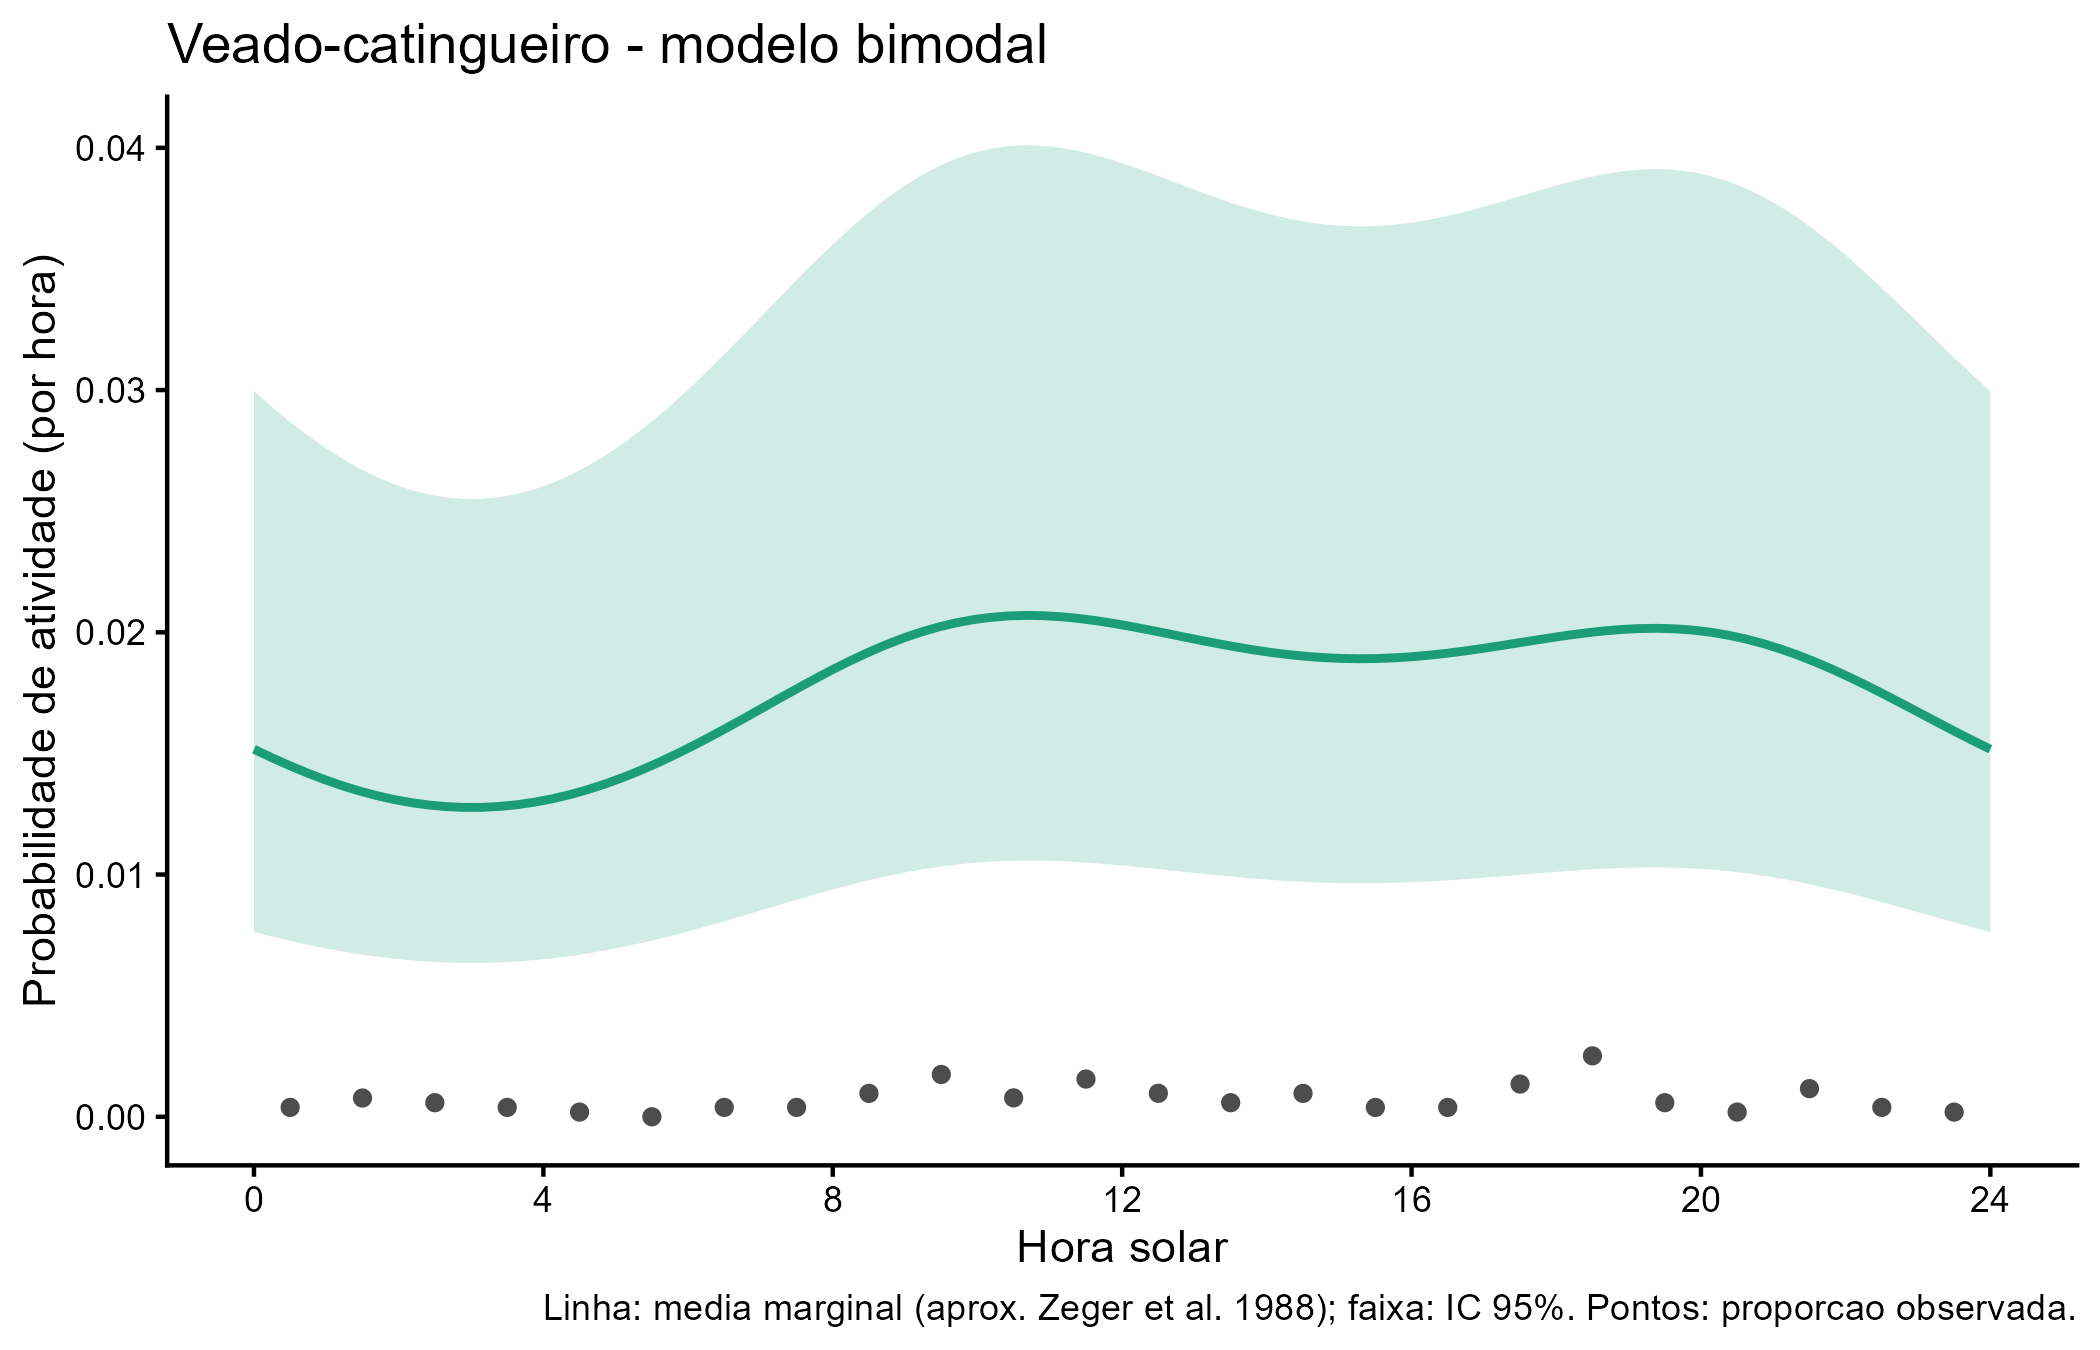 Veado-catingueiro - modelo bimodal
Probabilidade de atividade (por hora)
0.04
0.03
0.02
0.01
0.00
0 4 8 12 16 20 24
Hora solar
Linha: media marginal (aprox. Zeger et al. 1988); faixa: IC 95%. Pontos: proporcao observada.